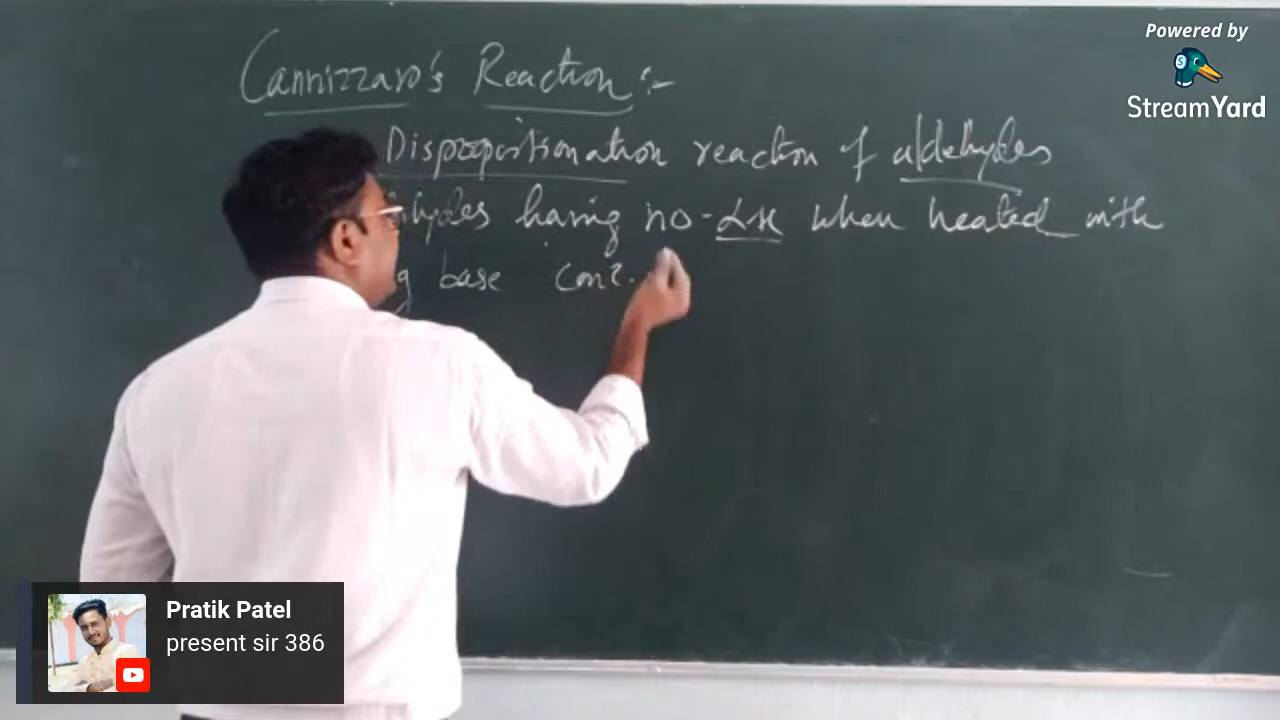 Powered by
StreamYard
Cannizzaro's Reaction :-
Disproportionation reaction of aldehydes
hydes having no - αH when heated with
g base Conc.
Pratik Patel
present sir 386